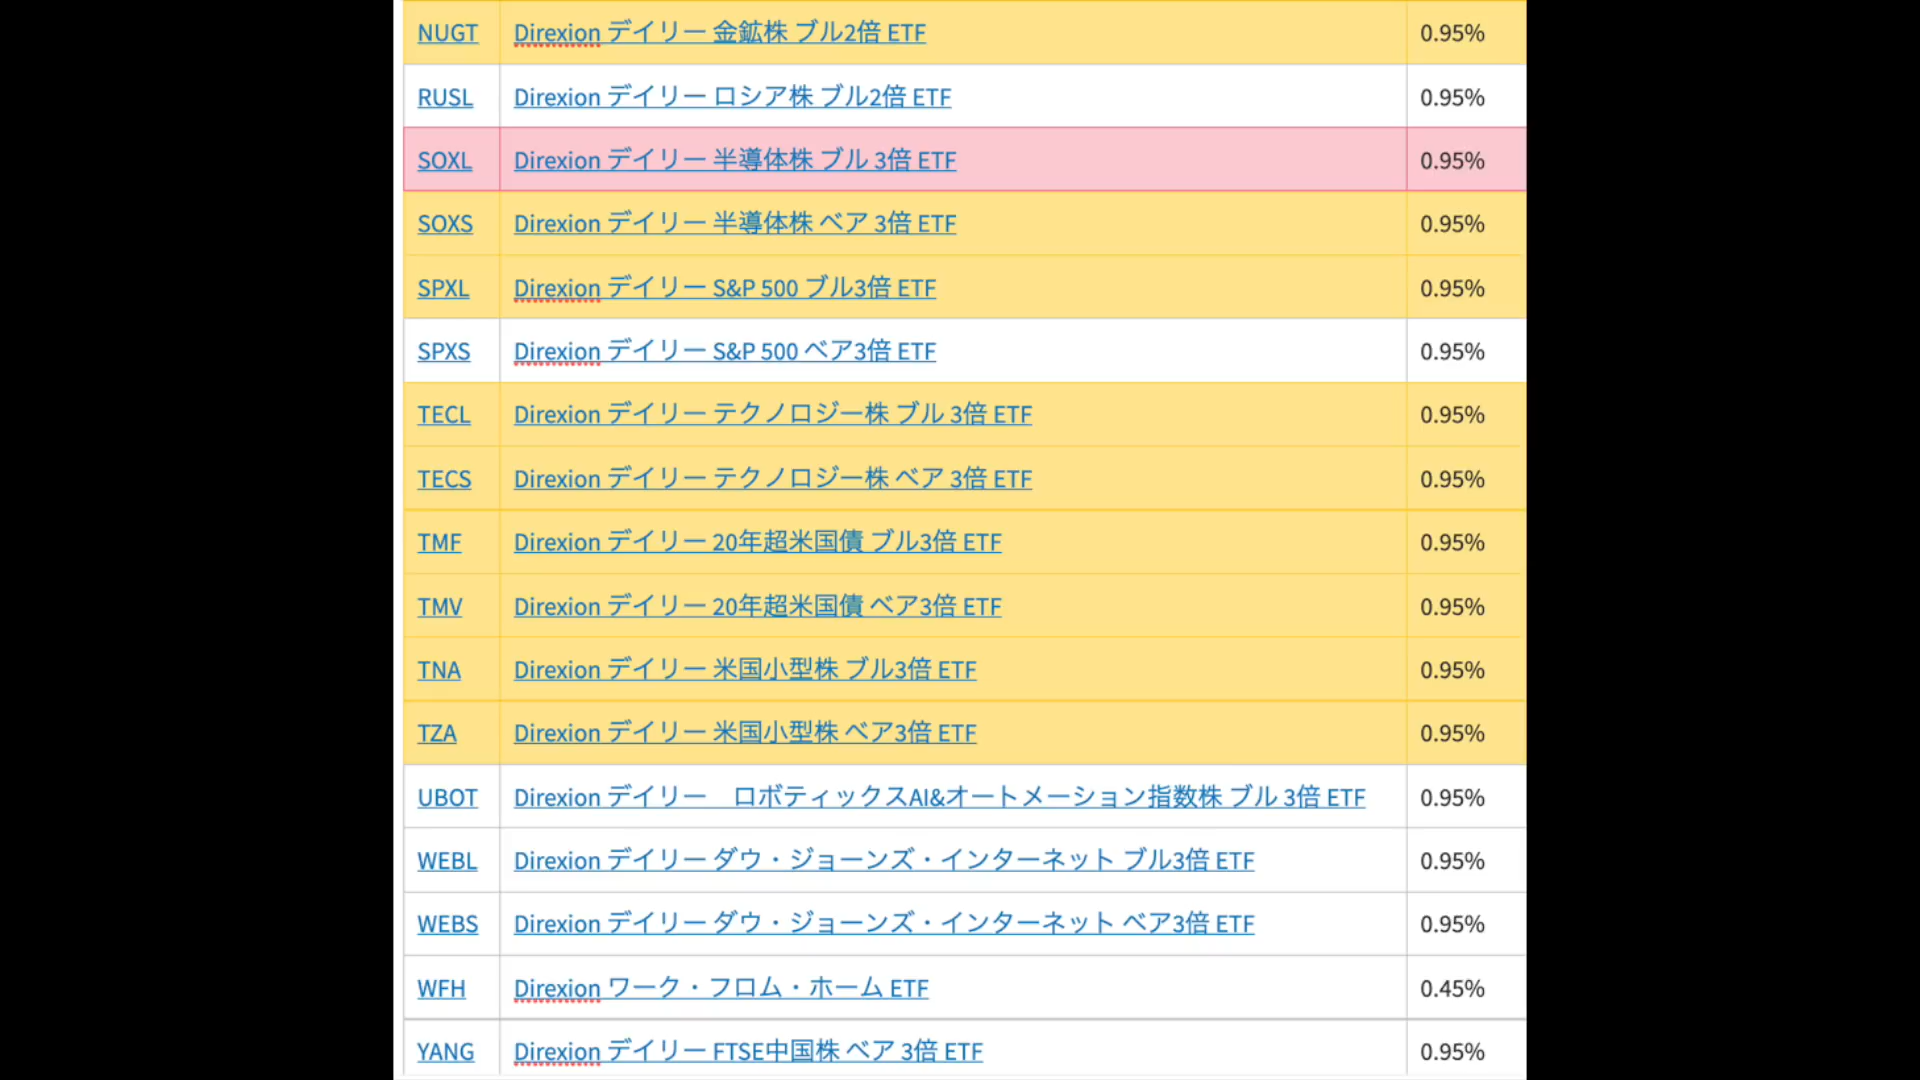 NUGT Direxion デイリー 金鉱株 ブル2倍 ETF 0.95%
RUSL Direxion デイリー ロシア株 ブル2倍 ETF 0.95%
SOXL Direxion デイリー 半導体株 ブル 3倍 ETF 0.95%
SOXS Direxion デイリー 半導体株 ベア 3倍 ETF 0.95%
SPXL Direxion デイリー S&P 500 ブル3倍 ETF 0.95%
SPXS Direxion デイリー S&P 500 ベア3倍 ETF 0.95%
TECL Direxion デイリー テクノロジー株 ブル 3倍 ETF 0.95%
TECS Direxion デイリー テクノロジー株 ベア 3倍 ETF 0.95%
TMF Direxion デイリー 20年超米国債 ブル3倍 ETF 0.95%
TMV Direxion デイリー 20年超米国債 ベア3倍 ETF 0.95%
TNA Direxion デイリー 米国小型株 ブル3倍 ETF 0.95%
TZA Direxion デイリー 米国小型株 ベア3倍 ETF 0.95%
UBOT Direxion デイリー　ロボティックスAI&オートメーション指数株 ブル 3倍 ETF 0.95%
WEBL Direxion デイリー ダウ・ジョーンズ・インターネット ブル3倍 ETF 0.95%
WEBS Direxion デイリー ダウ・ジョーンズ・インターネット ベア3倍 ETF 0.95%
WFH Direxion ワーク・フロム・ホーム ETF 0.45%
YANG Direxion デイリー FTSE中国株 ベア 3倍 ETF 0.95%